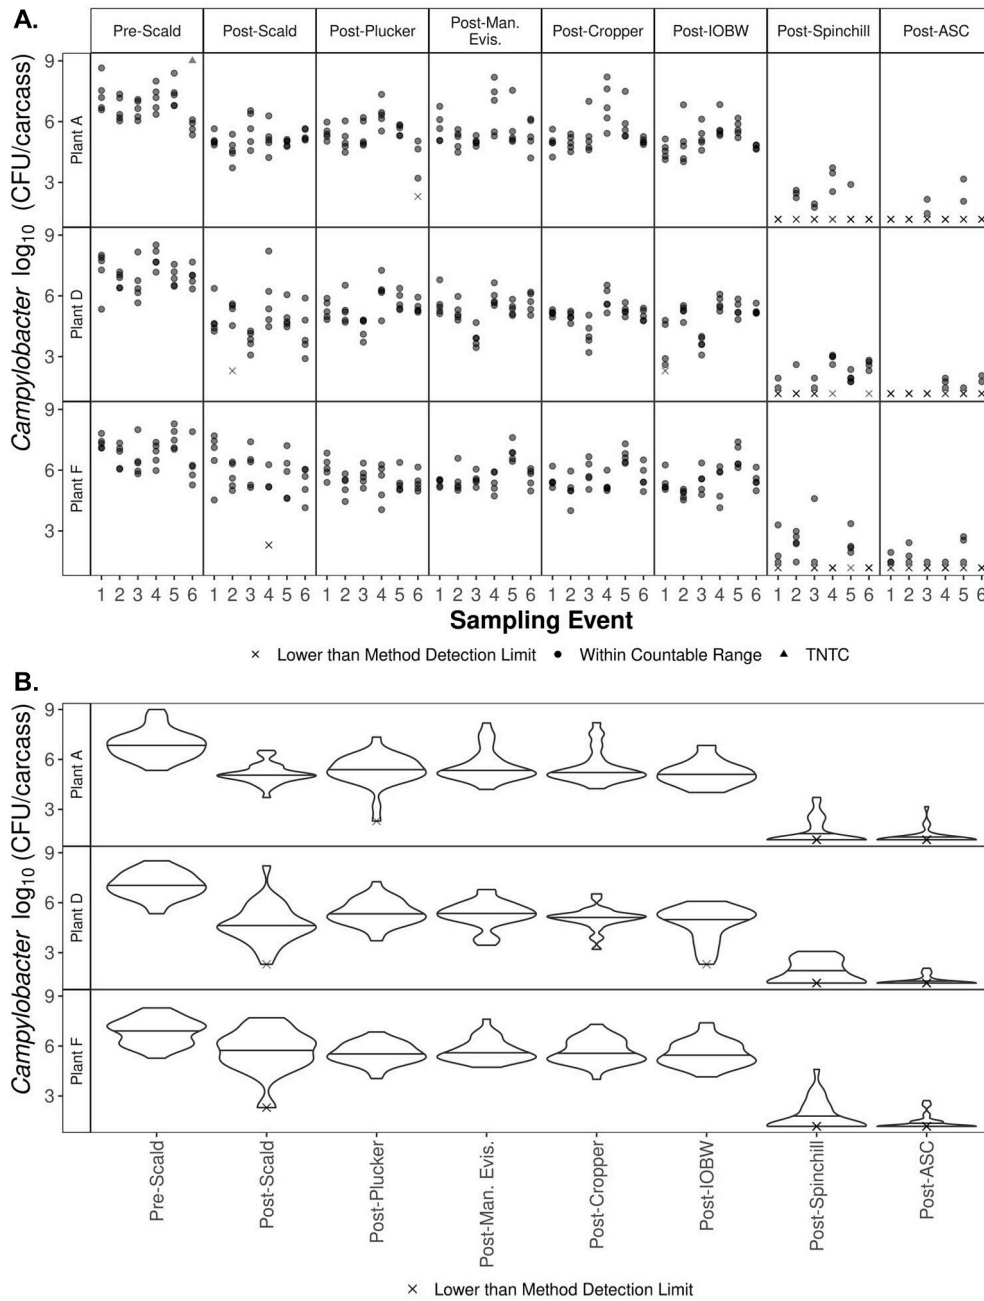 A.
Pre-Scald
Post-Scald
Post-Plucker
Post-Man.
Evis.
Post-Cropper
Post-IOBW
Post-Spinchill
Post-ASC
Campylobacter log10 (CFU/carcass)
Plant A
9
6
3
Plant D
9
6
3
Plant F
9
6
3
1 2 3 4 5 6 1 2 3 4 5 6 1 2 3 4 5 6 1 2 3 4 5 6 1 2 3 4 5 6 1 2 3 4 5 6 1 2 3 4 5 6 1 2 3 4 5 6
Sampling Event
× Lower than Method Detection Limit ● Within Countable Range ▲ TNTC
B.
Campylobacter log10 (CFU/carcass)
Plant A
9
6
3
Plant D
9
6
3
Plant F
9
6
3
Pre-Scald
Post-Scald
Post-Plucker
Post-Man. Evis.
Post-Cropper
Post-IOBW
Post-Spinchill
Post-ASC
× Lower than Method Detection Limit